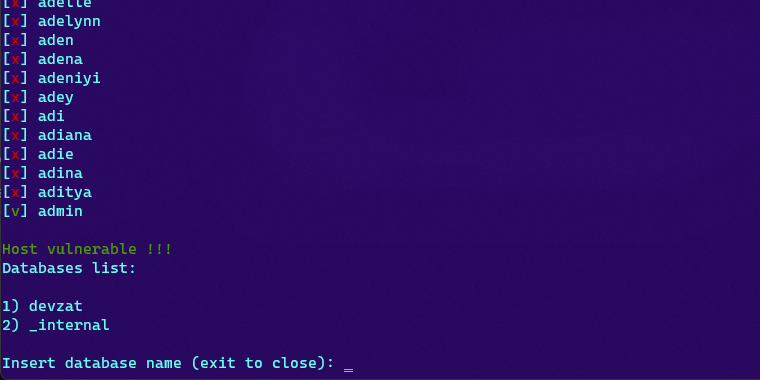 [x] adelle
[x] adelynn
[x] aden
[x] adena
[x] adeniyi
[x] adey
[x] adi
[x] adiana
[x] adie
[x] adina
[x] aditya
[v] admin
Host vulnerable !!!
Databases list:
1) devzat
2) _internal
Insert database name (exit to close): _